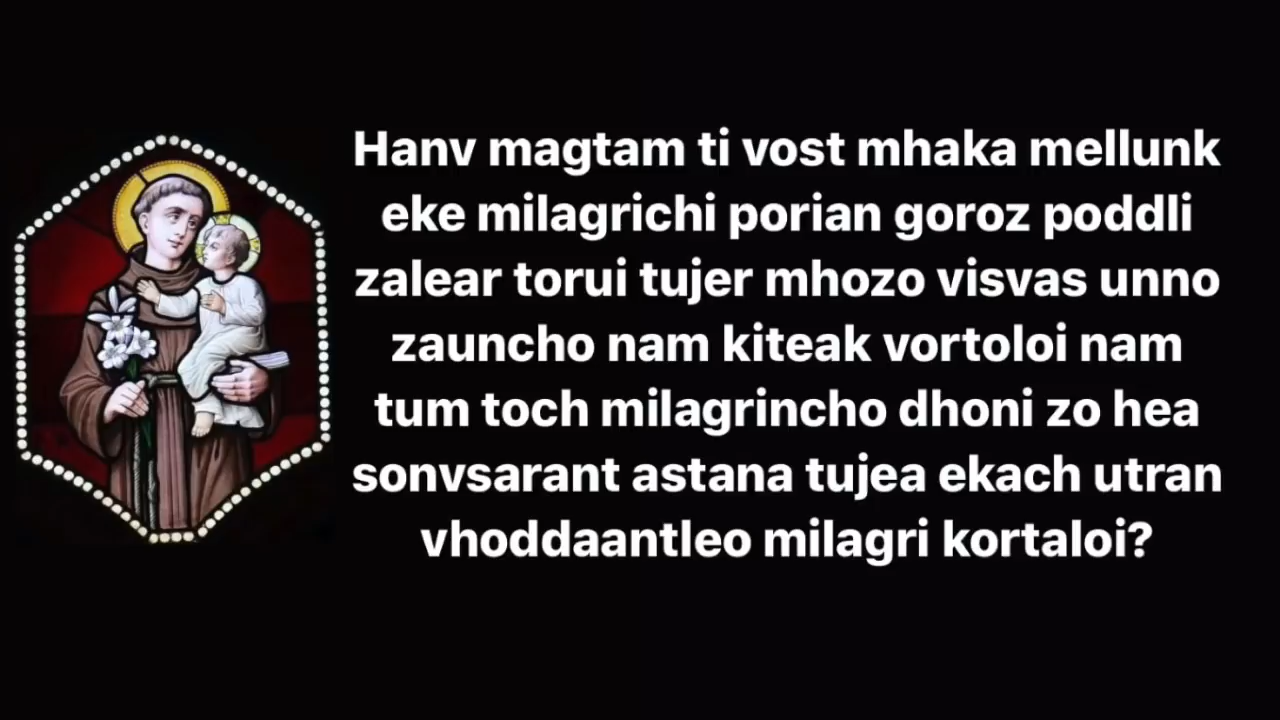 Hanv magtam ti vost mhaka mellunk
eke milagrichi porian goroz poddli
zalear torui tujer mhozo visvas unno
zauncho nam kiteak vortoloi nam
tum toch milagrincho dhoni zo hea
sonvsarant astana tujea ekach utran
vhoddaantleo milagri kortaloi?